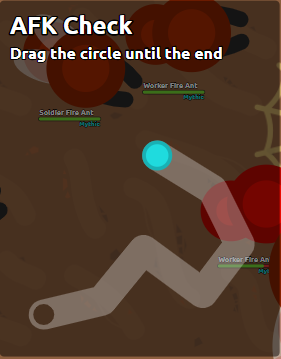 AFK Check
Drag the circle until the end
Worker Fire Ant
Mythic
Soldier Fire Ant
Mythic
Worker Fire An
Myt